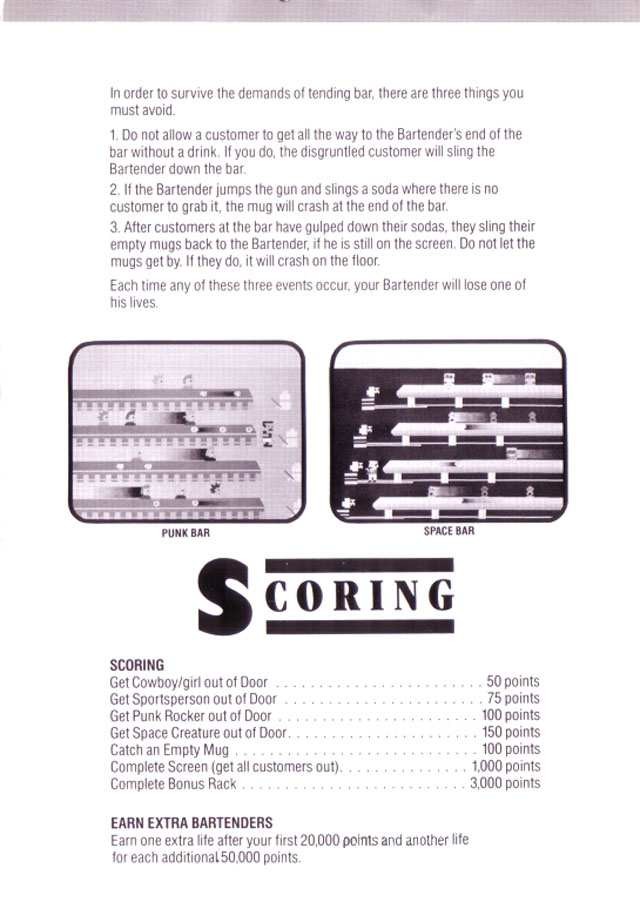 In order to survive the demands of tending bar, there are three things you
must avoid.
1. Do not allow a customer to get all the way to the Bartender's end of the
bar without a drink. If you do, the disgruntled customer will sling the
Bartender down the bar.
2. If the Bartender jumps the gun and slings a soda where there is no
customer to grab it, the mug will crash at the end of the bar.
3. After customers at the bar have gulped down their sodas, they sling their
empty mugs back to the Bartender, if he is still on the screen. Do not let the
mugs get by. If they do, it will crash on the floor.
Each time any of these three events occur, your Bartender will lose one of
his lives.
PUNK BAR
SPACE BAR
SCORING
SCORING
Get Cowboy/girl out of Door . . . . . . . . . . . . . . . . . . . . . . . . 50 points
Get Sportsperson out of Door . . . . . . . . . . . . . . . . . . . . . . . 75 points
Get Punk Rocker out of Door . . . . . . . . . . . . . . . . . . . . . . . 100 points
Get Space Creature out of Door. . . . . . . . . . . . . . . . . . . . . . 150 points
Catch an Empty Mug . . . . . . . . . . . . . . . . . . . . . . . . . . . . 100 points
Complete Screen (get all customers out). . . . . . . . . . . . . . . 1,000 points
Complete Bonus Rack . . . . . . . . . . . . . . . . . . . . . . . . . . 3,000 points
EARN EXTRA BARTENDERS
Earn one extra life after your first 20,000 points and another life
for each additional 50,000 points.